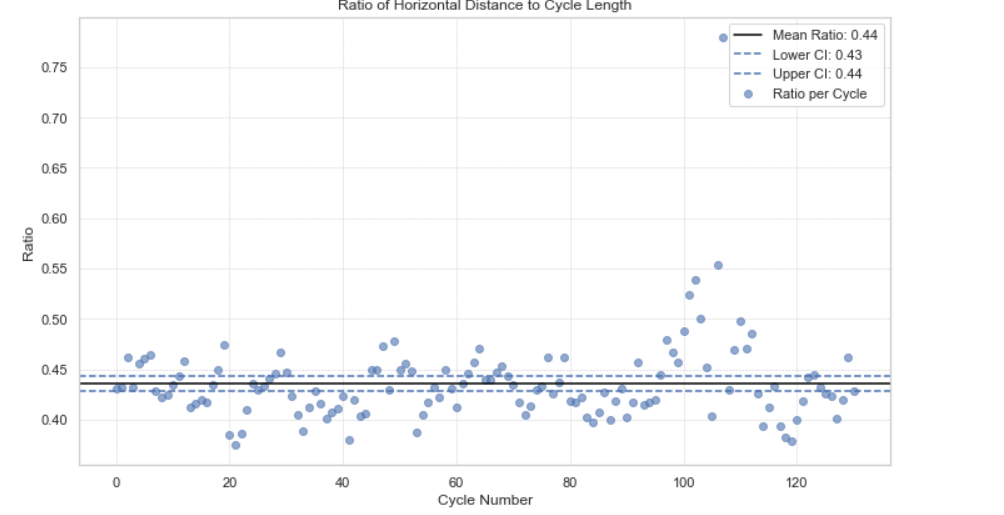 Ratio of Horizontal Distance to Cycle Length
Mean Ratio: 0.44
Lower CI: 0.43
Upper CI: 0.44
Ratio per Cycle
0.75
0.70
0.65
0.60
0.55
0.50
0.45
0.40
Ratio
0 20 40 60 80 100 120
Cycle Number